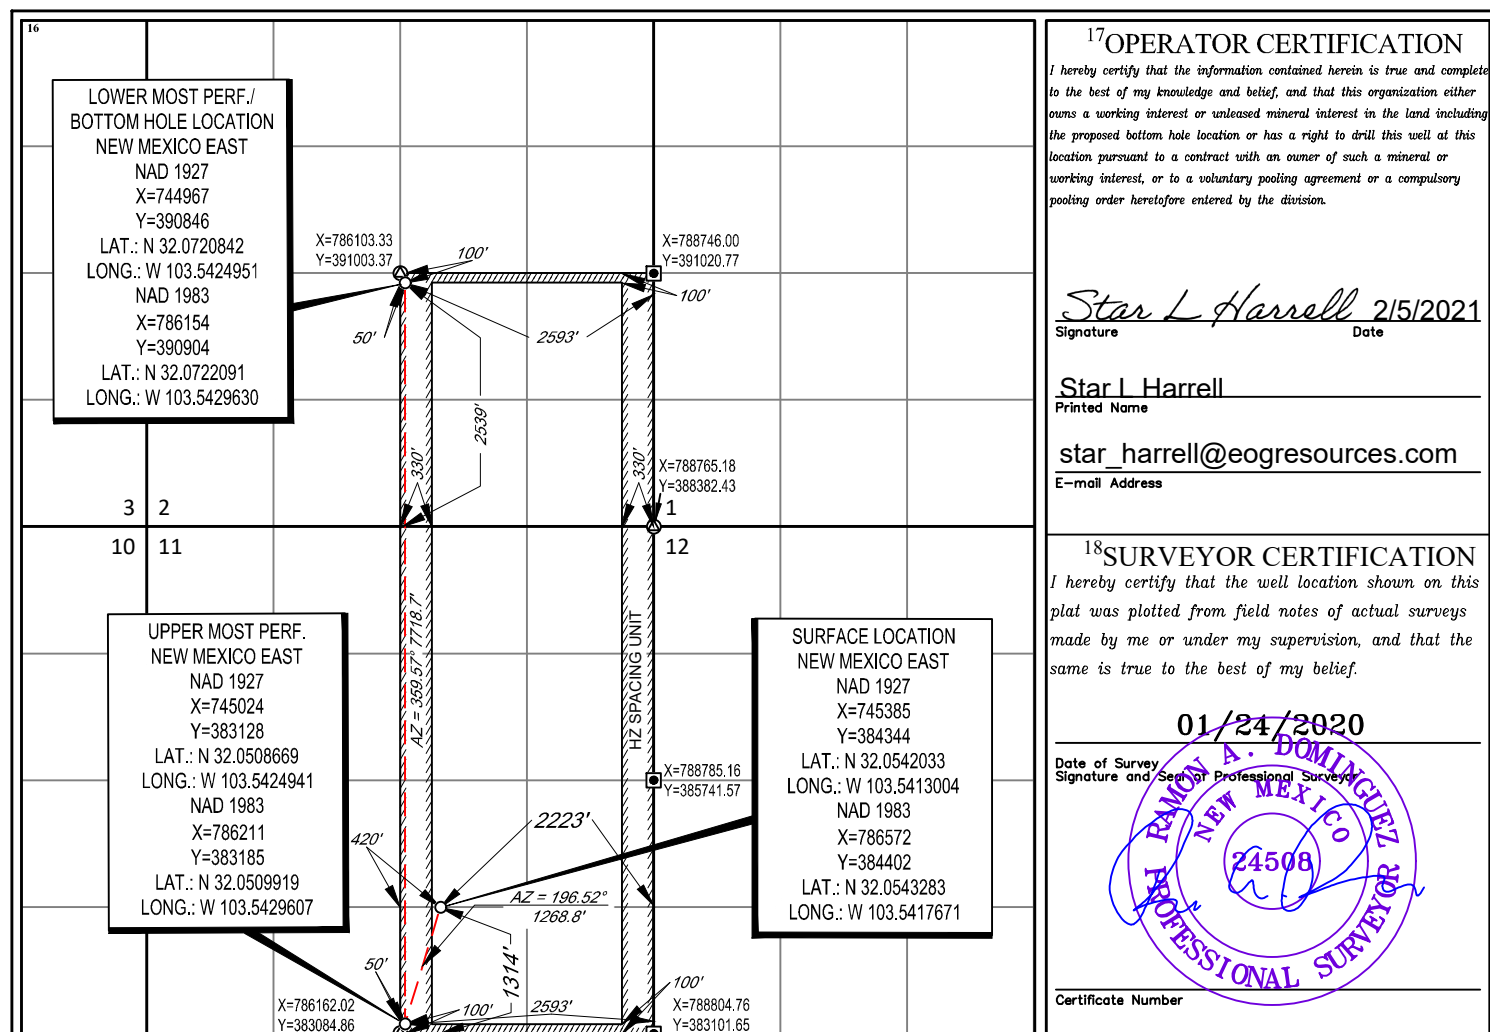 16
LOWER MOST PERF./
BOTTOM HOLE LOCATION
NEW MEXICO EAST
NAD 1927
X=744967
Y=390846
LAT.: N 32.0720842
LONG.: W 103.5424951
NAD 1983
X=786154
Y=390904
LAT.: N 32.0722091
LONG.: W 103.5429630
X=786103.33
Y=391003.37
100'
X=788746.00
Y=391020.77
100'
50'
2593'
2539'
330'
330'
X=788765.18
Y=388382.43
3 2
1
10 11
12
AZ = 359.57° 7718.7'
HZ SPACING UNIT
UPPER MOST PERF.
NEW MEXICO EAST
NAD 1927
X=745024
Y=383128
LAT.: N 32.0508669
LONG.: W 103.5424941
NAD 1983
X=786211
Y=383185
LAT.: N 32.0509919
LONG.: W 103.5429607
SURFACE LOCATION
NEW MEXICO EAST
NAD 1927
X=745385
Y=384344
LAT.: N 32.0542033
LONG.: W 103.5413004
NAD 1983
X=786572
Y=384402
LAT.: N 32.0543283
LONG.: W 103.5417671
X=788785.16
Y=385741.57
2223'
420'
AZ = 196.52°
1268.8'
1314'
50'
X=786162.02
Y=383084.86
100'
2593'
100'
X=788804.76
Y=383101.65
17OPERATOR CERTIFICATION
I hereby certify that the information contained herein is true and complete
to the best of my knowledge and belief, and that this organization either
owns a working interest or unleased mineral interest in the land including
the proposed bottom hole location or has a right to drill this well at this
location pursuant to a contract with an owner of such a mineral or
working interest, or to a voluntary pooling agreement or a compulsory
pooling order heretofore entered by the division.
Star L Harrell 2/5/2021
Signature Date
Star L Harrell
Printed Name
star_harrell@eogresources.com
E-mail Address
18SURVEYOR CERTIFICATION
I hereby certify that the well location shown on this
plat was plotted from field notes of actual surveys
made by me or under my supervision, and that the
same is true to the best of my belief.
01/24/2020
Date of Survey
Signature and Seal of Professional Surveyor
RAMON A. DOMINGUEZ
NEW MEXICO
24508
PROFESSIONAL SURVEYOR
Certificate Number